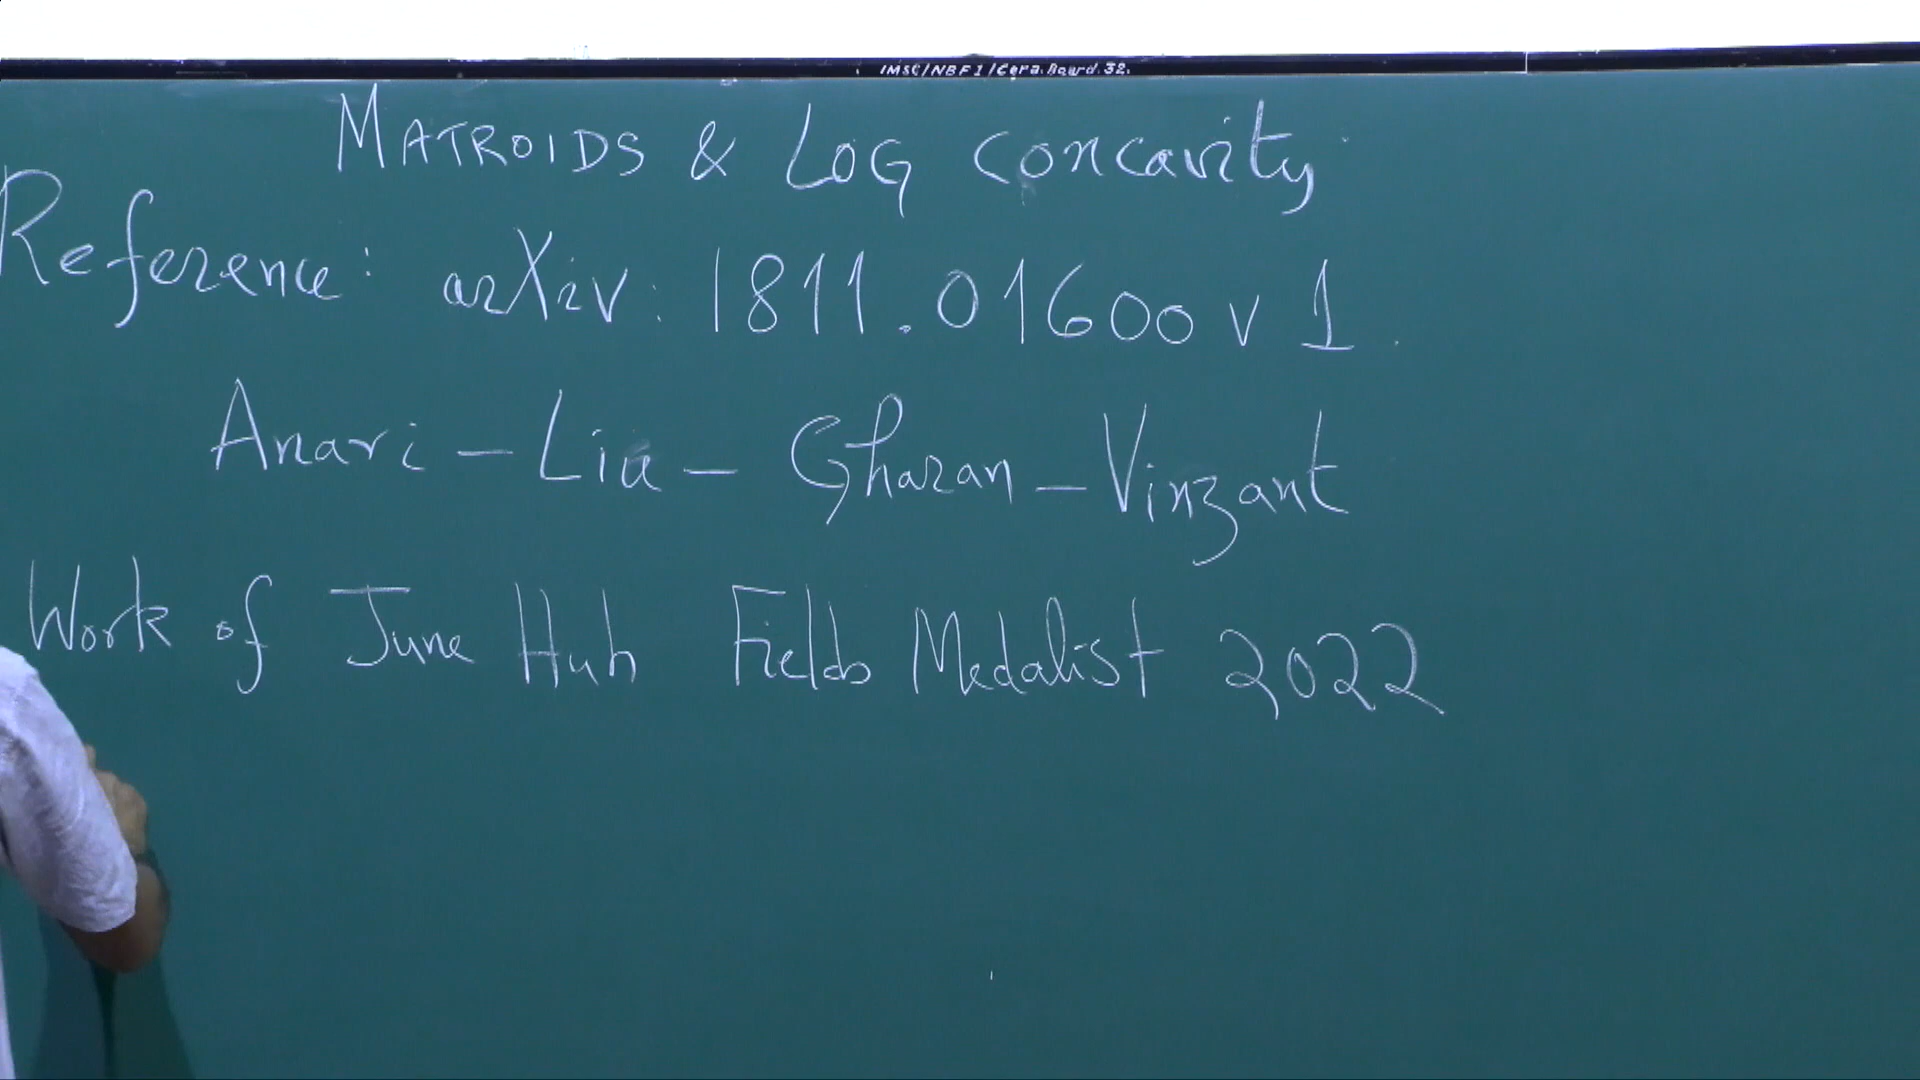 IMSC/NBF1/Cera.Board.32.
MATROIDS & LOG concavity
Reference: arXiv: 1811.01600 v 1.
Anari - Liu - Gharan - Vinzant
Work of June Huh Fields Medalist 2022